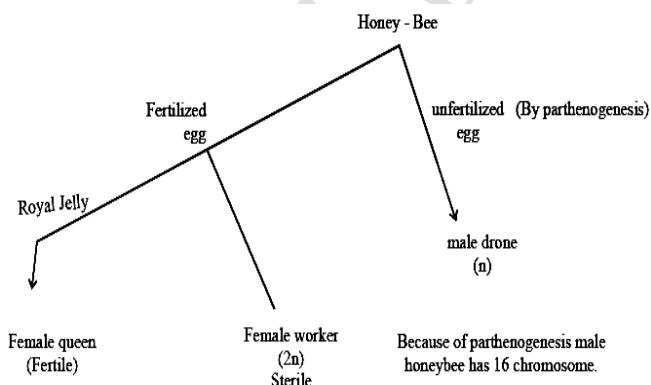 Honey - Bee
Fertilized
egg
unfertilized (By parthenogenesis)
egg
Royal Jelly
male drone
(n)
Female queen
(Fertile)
Female worker
(2n)
Sterile
Because of parthenogenesis male
honeybee has 16 chromosome.